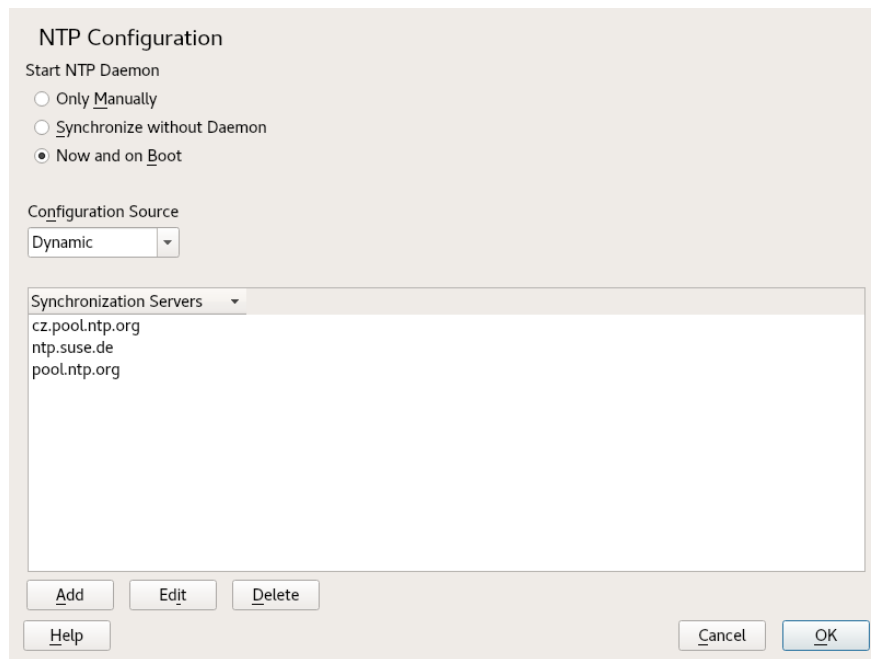 NTP Configuration
Start NTP Daemon
Only Manually
Synchronize without Daemon
Now and on Boot
Configuration Source
Dynamic
Synchronization Servers
cz.pool.ntp.org
ntp.suse.de
pool.ntp.org
Add Edit Delete
Help Cancel OK